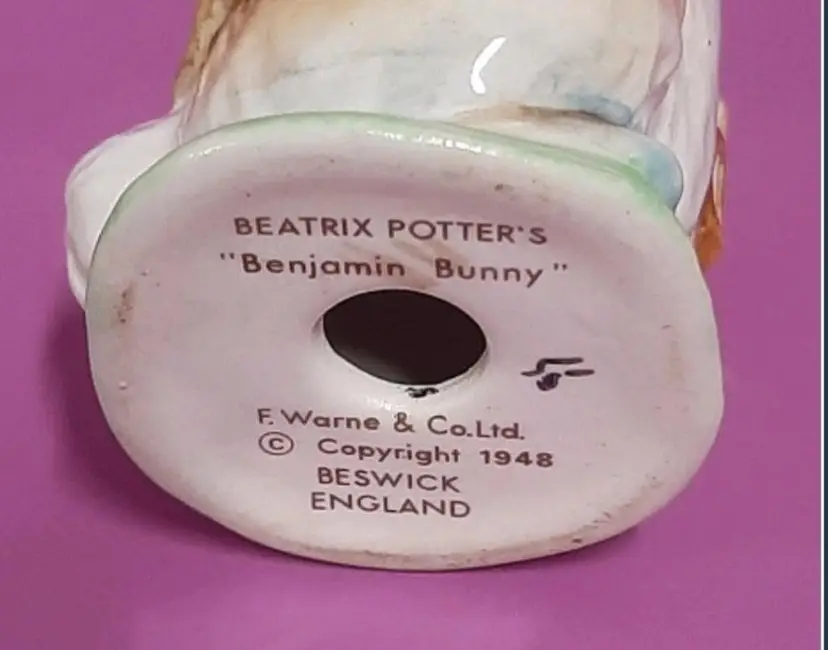 BEATRIX POTTER'S
"Benjamin Bunny"
F. Warne & Co.Ltd.
© Copyright 1948
BESWICK
ENGLAND